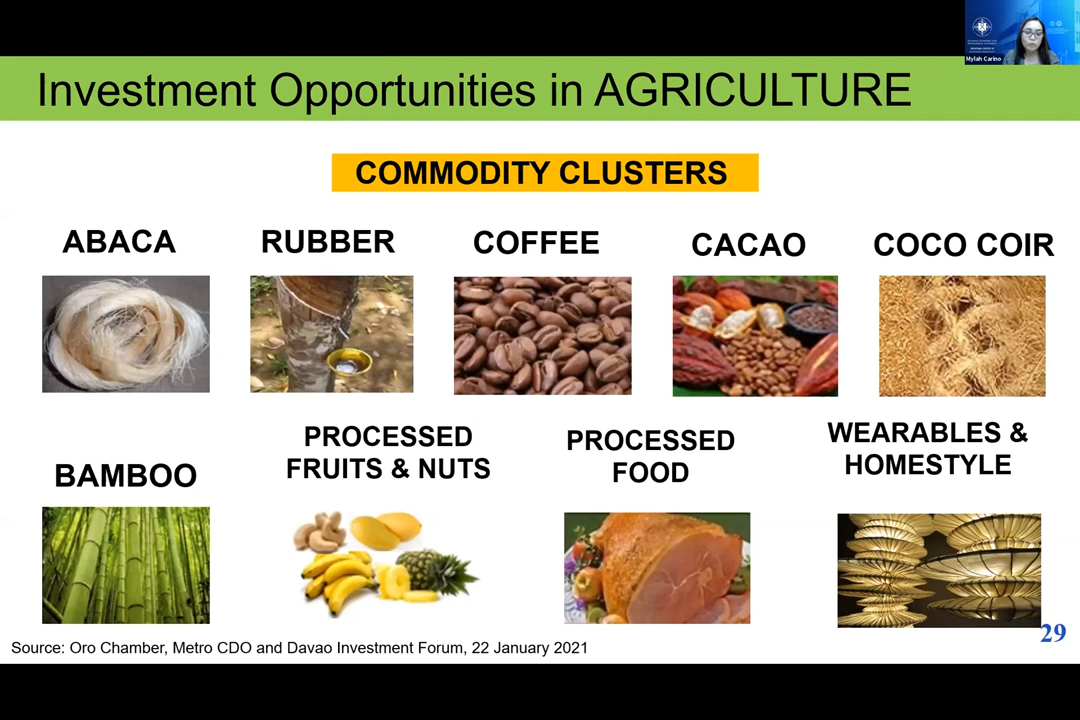 Mylah Carino
Investment Opportunities in AGRICULTURE
COMMODITY CLUSTERS
ABACA
RUBBER
COFFEE
CACAO
COCO COIR
BAMBOO
PROCESSED
FRUITS & NUTS
PROCESSED
FOOD
WEARABLES &
HOMESTYLE
29
Source: Oro Chamber, Metro CDO and Davao Investment Forum, 22 January 2021